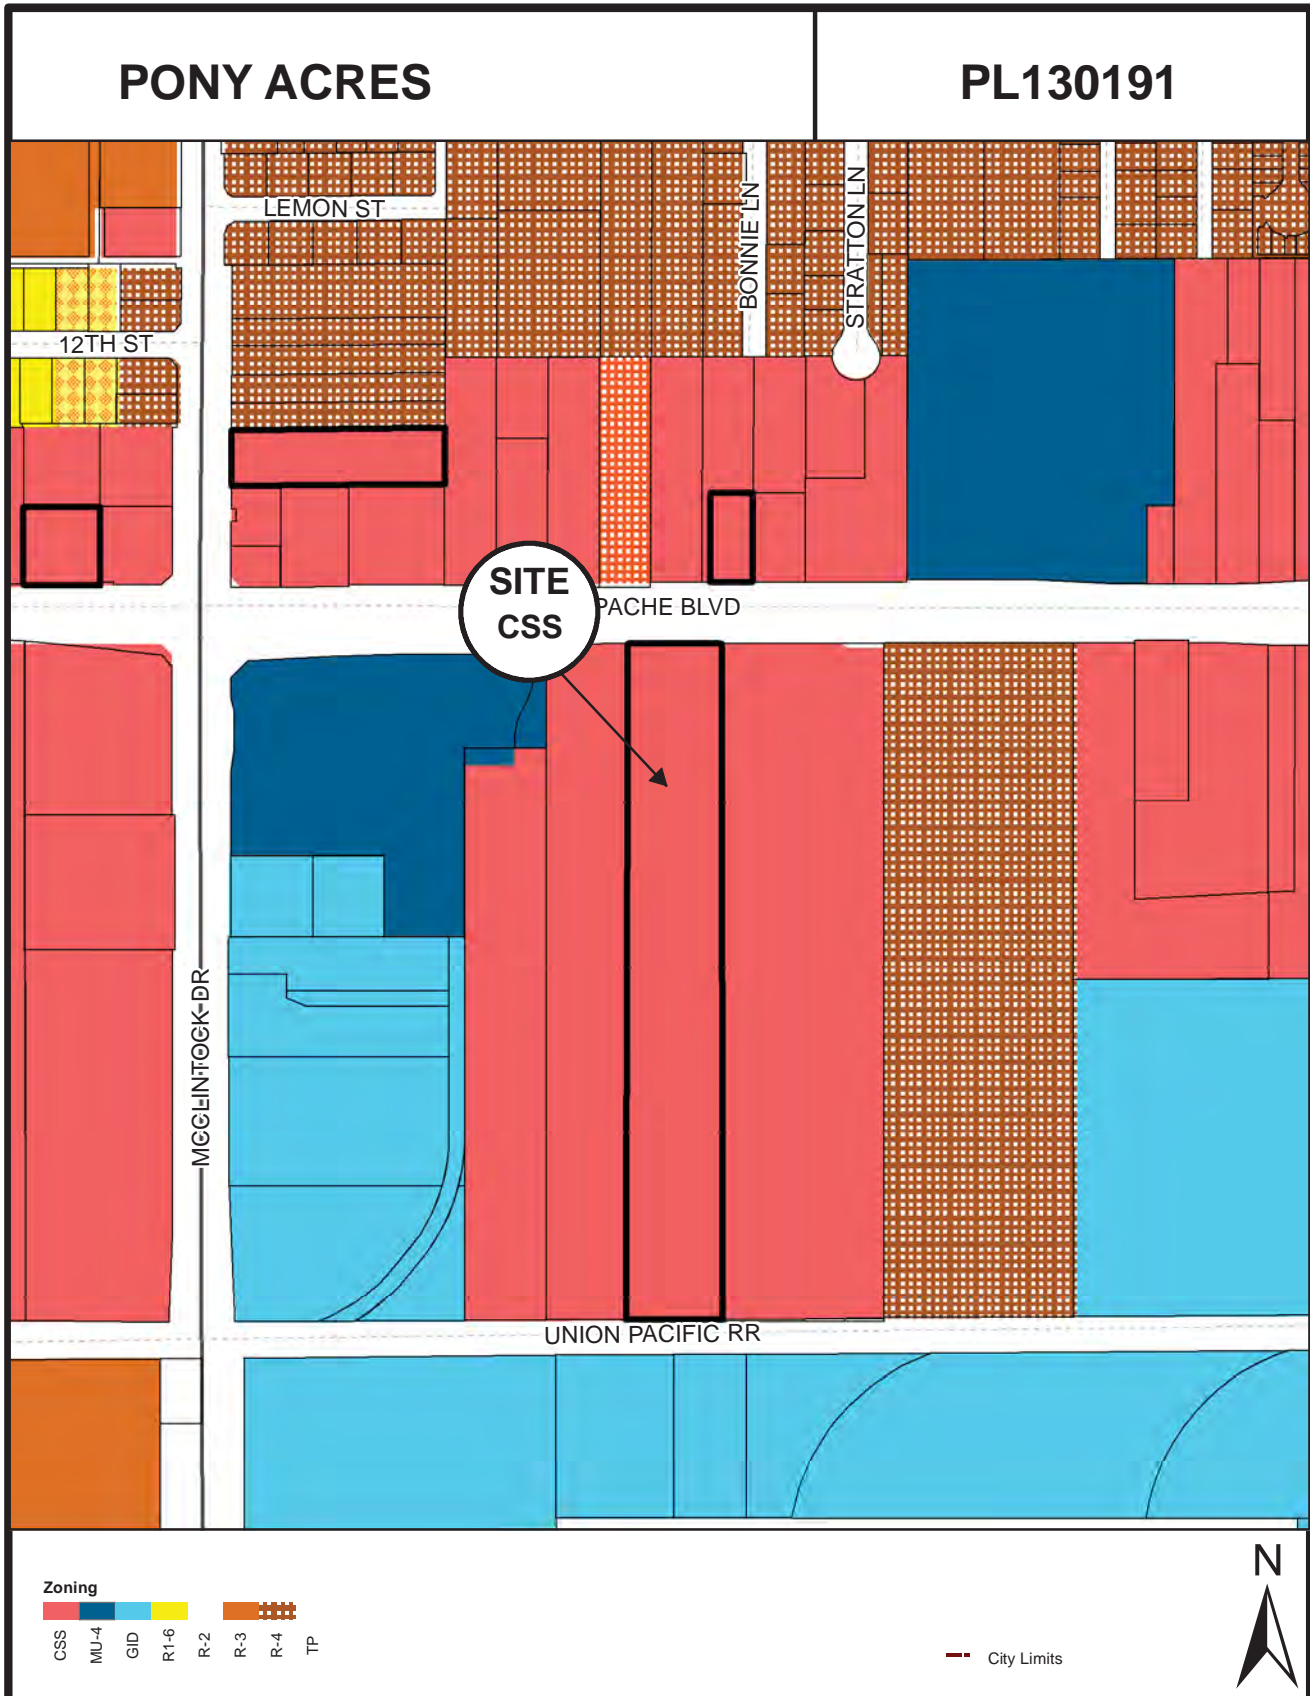 PONY ACRES
PL130191
LEMON ST
BONNIE LN
STRATTON LN
12TH ST
SITE
CSS
PACHE BLVD
MCCLINTOCK DR
UNION PACIFIC RR
Zoning
CSS
MU-4
GID
R1-6
R-2
R-3
R-4
TP
City Limits
N